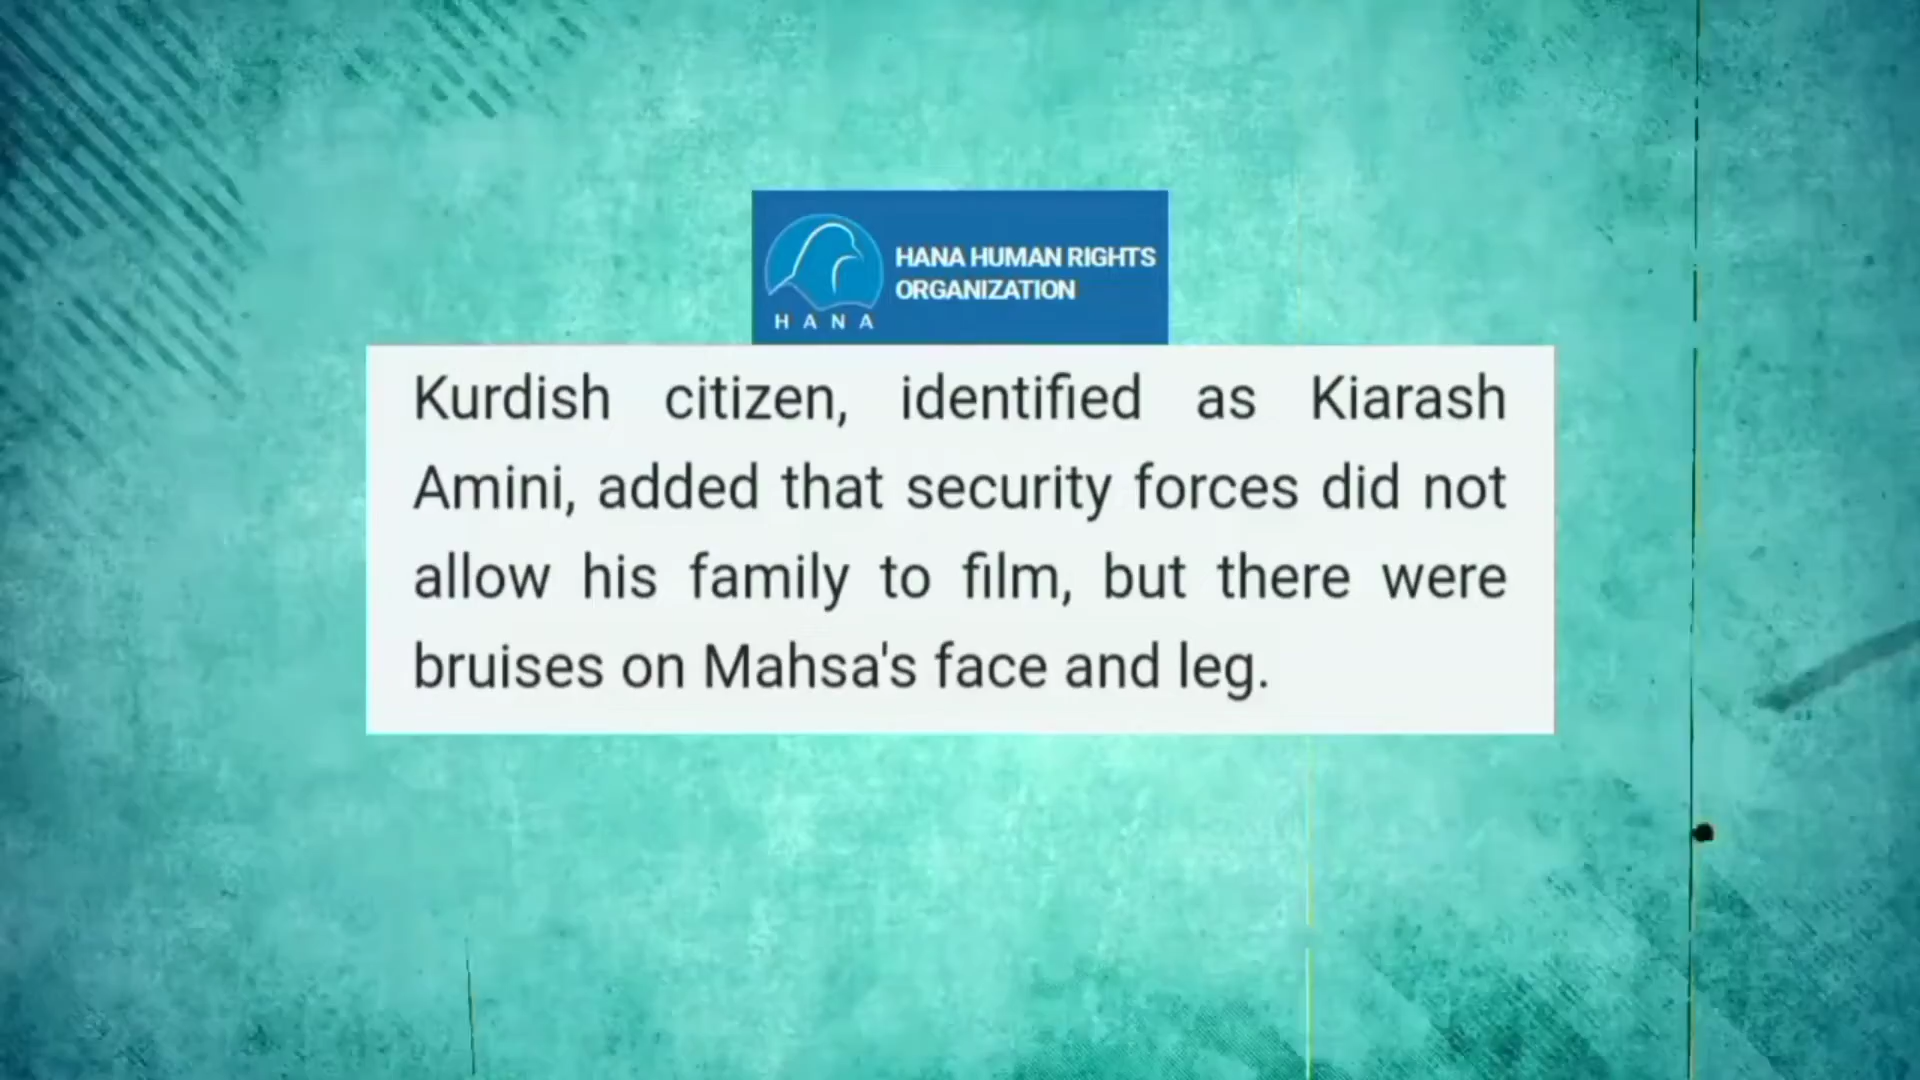 HANA HUMAN RIGHTS
ORGANIZATION
HANA
Kurdish citizen, identified as Kiarash
Amini, added that security forces did not
allow his family to film, but there were
bruises on Mahsa's face and leg.